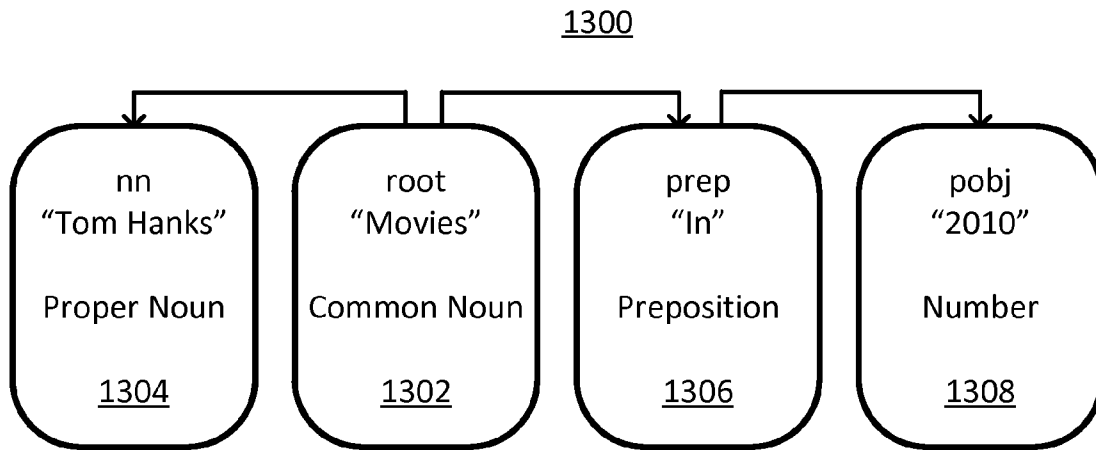 1300
nn
“Tom Hanks”
Proper Noun
1304
root
“Movies”
Common Noun
1302
prep
“In”
Preposition
1306
pobj
“2010”
Number
1308